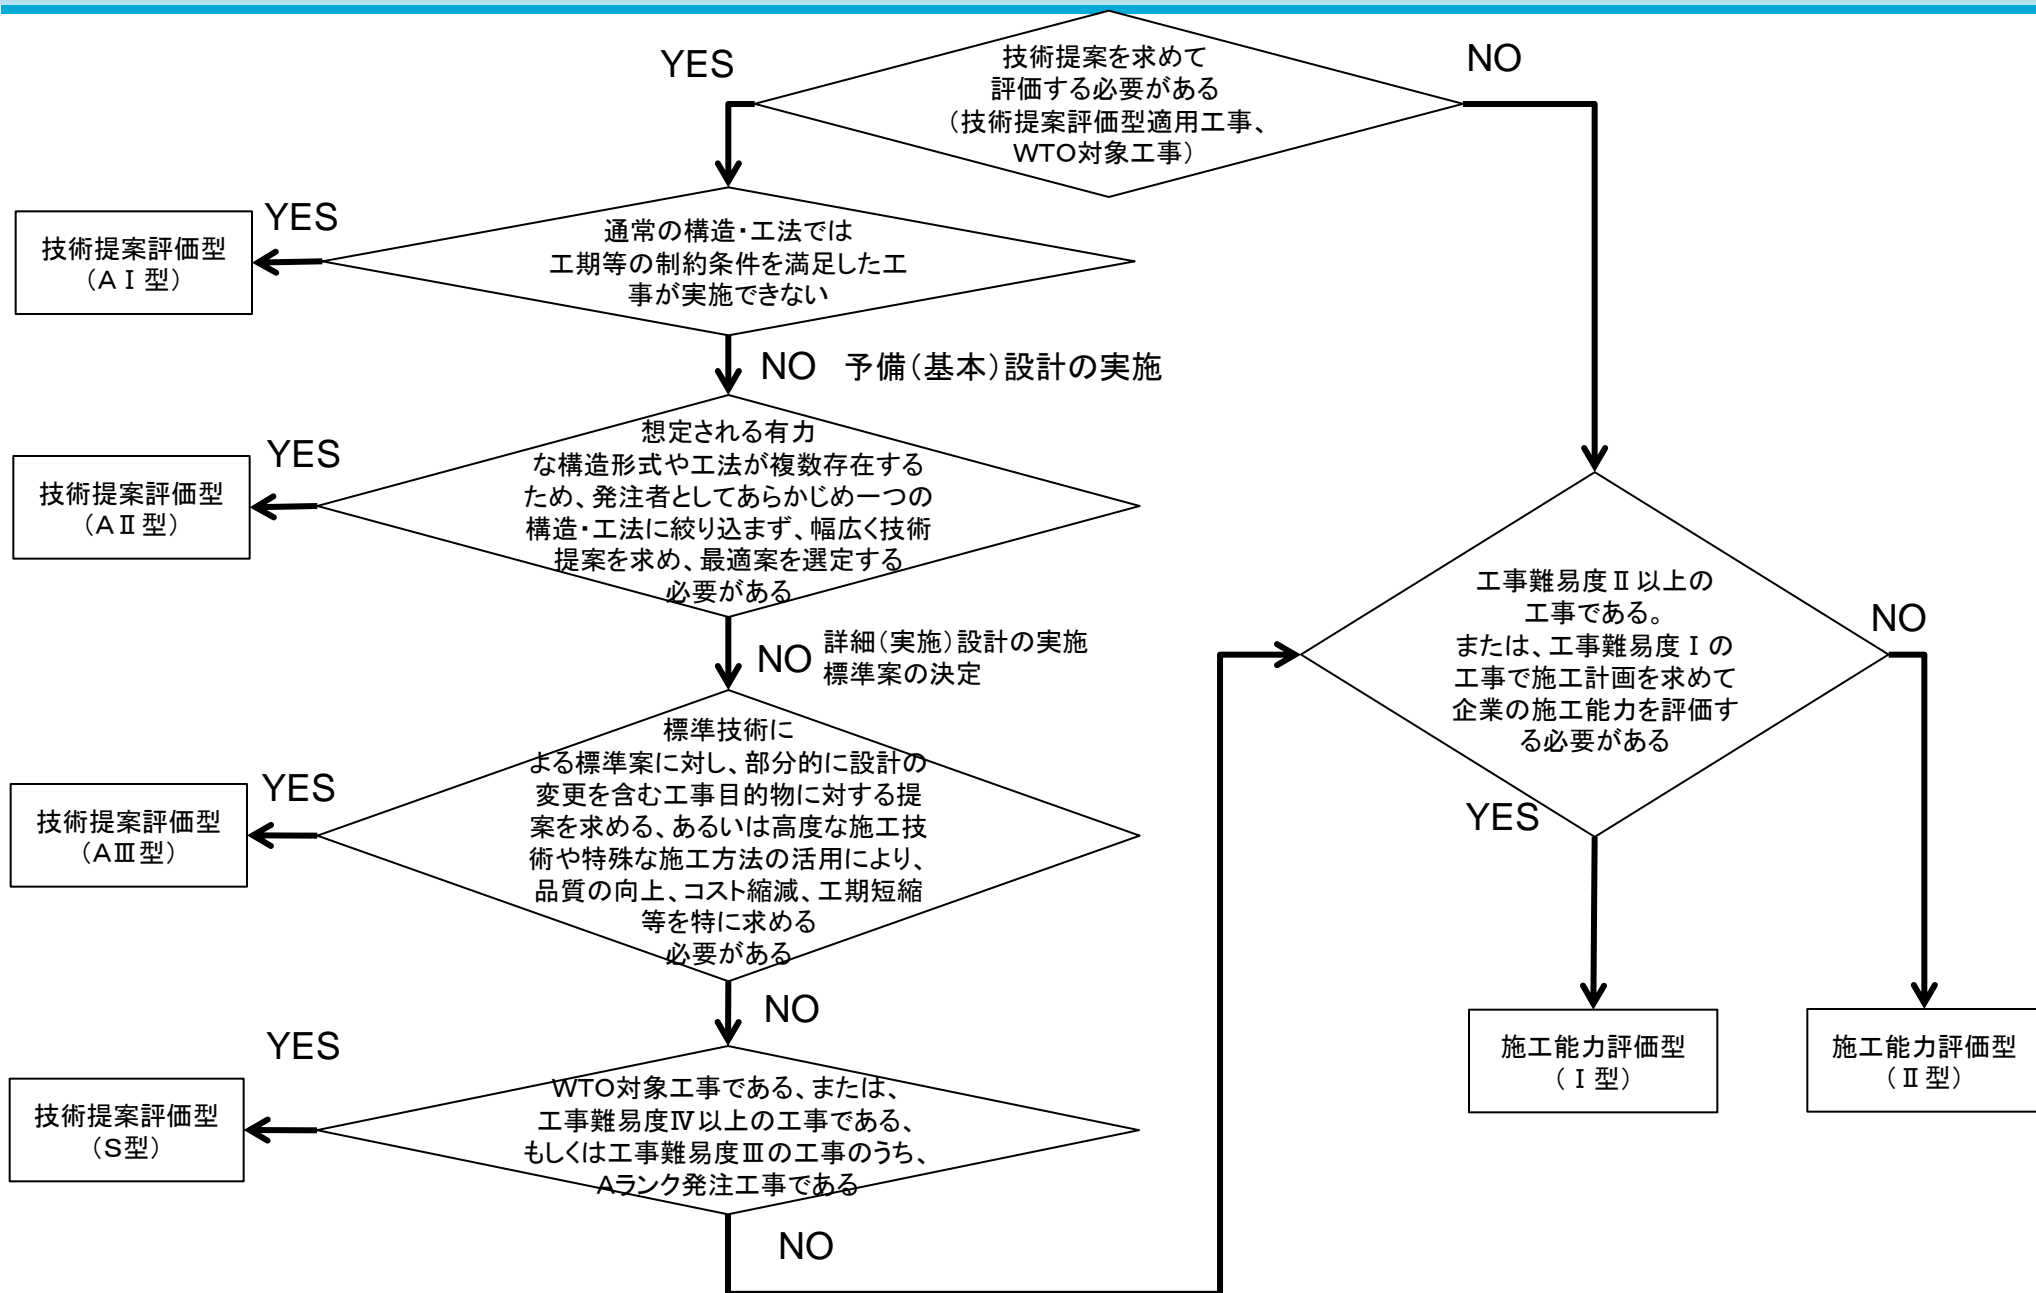 YES
技術提案を求めて
評価する必要がある
（技術提案評価型適用工事、
WTO対象工事）
NO
YES
技術提案評価型
（AⅠ型）
通常の構造・工法では
工期等の制約条件を満足した工
事が実施できない
NO 予備（基本）設計の実施
YES
技術提案評価型
（AⅡ型）
想定される有力
な構造形式や工法が複数存在する
ため、発注者としてあらかじめ一つの
構造・工法に絞り込まず、幅広く技術
提案を求め、最適案を選定する
必要がある
NO
詳細（実施）設計の実施
標準案の決定
YES
技術提案評価型
（AⅢ型）
標準技術に
よる標準案に対し、部分的に設計の
変更を含む工事目的物に対する提
案を求める、あるいは高度な施工技
術や特殊な施工方法の活用により、
品質の向上、コスト縮減、工期短縮
等を特に求める
必要がある
NO
YES
技術提案評価型
（S型）
WTO対象工事である、または、
工事難易度Ⅳ以上の工事である、
もしくは工事難易度Ⅲの工事のうち、
Aランク発注工事である
NO
工事難易度Ⅱ以上の
工事である。
または、工事難易度Ⅰの
工事で施工計画を求めて
企業の施工能力を評価す
る必要がある
NO
YES
施工能力評価型
（Ⅰ型）
施工能力評価型
（Ⅱ型）